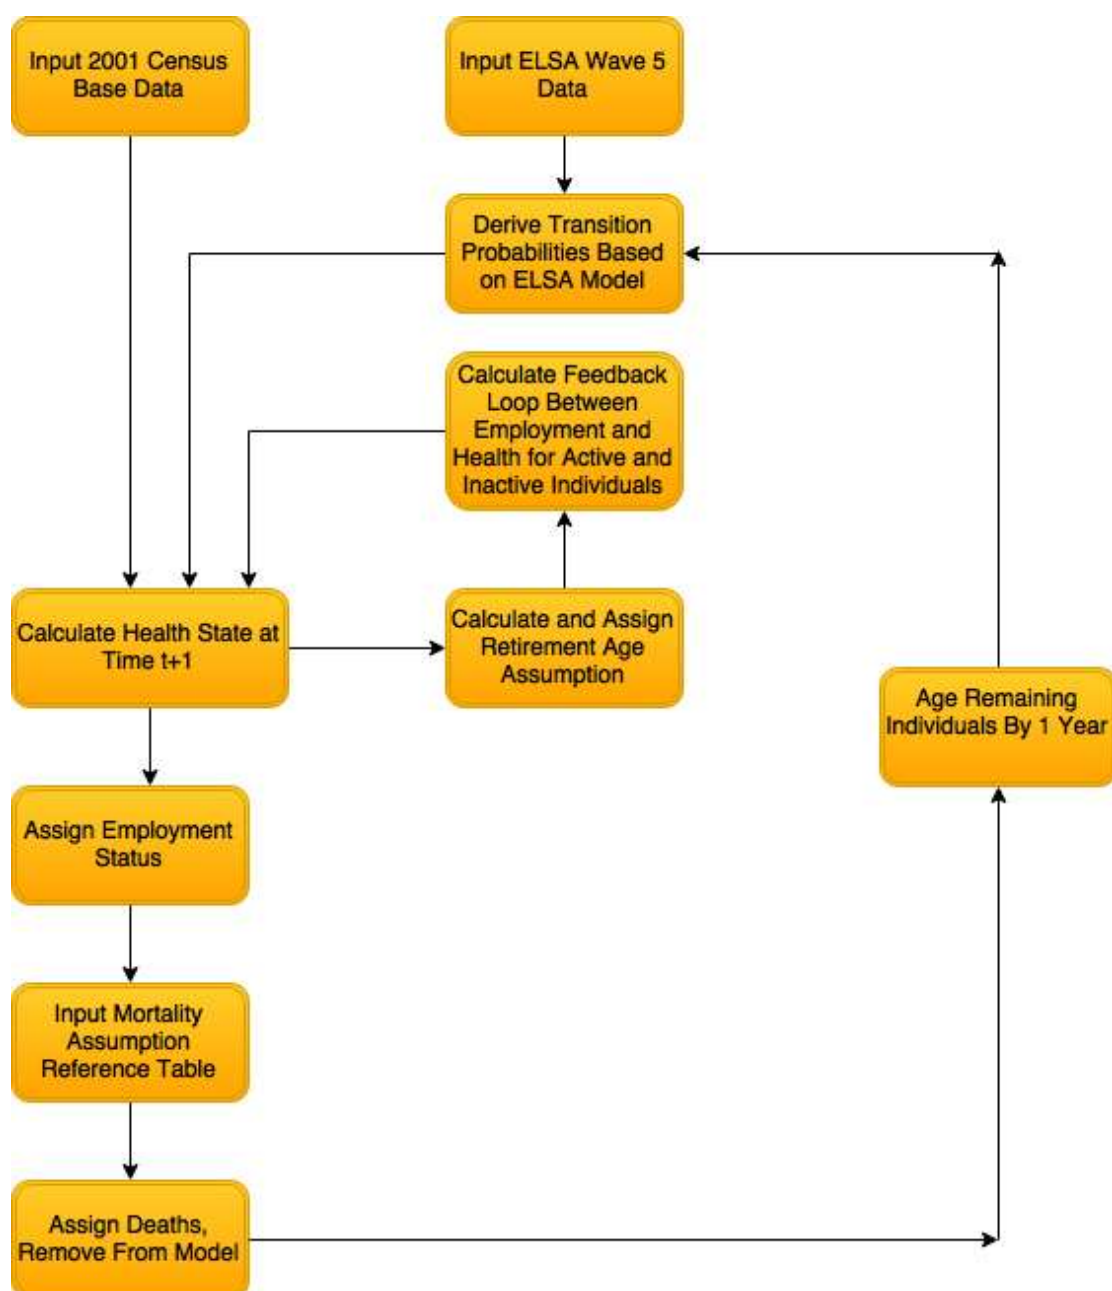 Input 2001 Census
Base Data
Input ELSA Wave 5
Data
Derive Transition
Probabilities Based
on ELSA Model
Calculate Feedback
Loop Between
Employment and
Health for Active and
Inactive Individuals
Calculate Health State at
Time t+1
Calculate and Assign
Retirement Age
Assumption
Age Remaining
Individuals By 1 Year
Assign Employment
Status
Input Mortality
Assumption
Reference Table
Assign Deaths,
Remove From Model